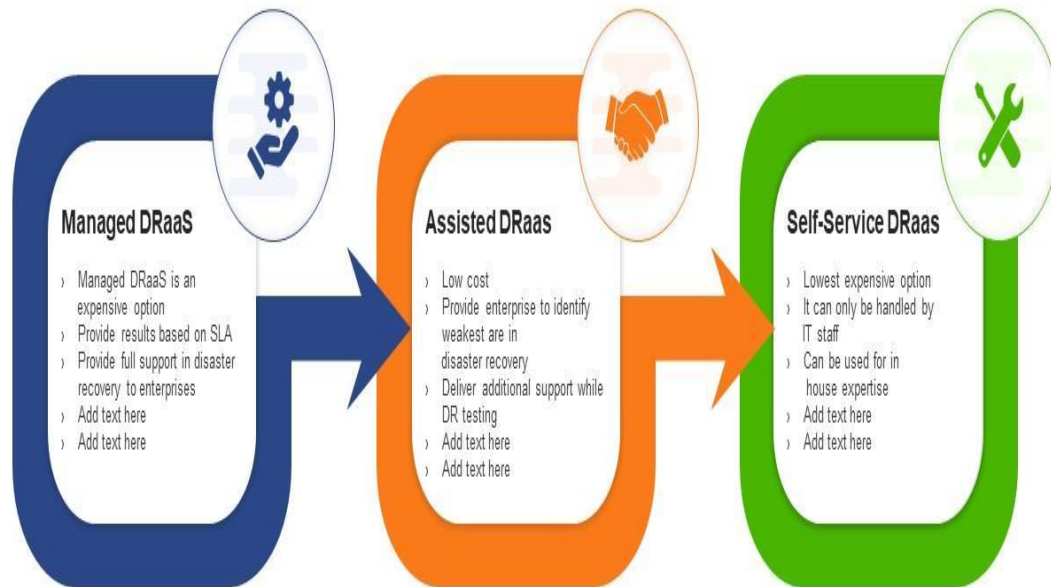 Managed DRaaS
› Managed DRaaS is an
expensive option
› Provide results based on SLA
› Provide full support in disaster
recovery to enterprises
› Add text here
› Add text here
Assisted DRaas
› Low cost
› Provide enterprise to identify
weakest are in
disaster recovery
› Deliver additional support while
DR testing
› Add text here
› Add text here
Self-Service DRaas
› Lowest expensive option
› It can only be handled by
IT staff
› Can be used for in
house expertise
› Add text here
› Add text here